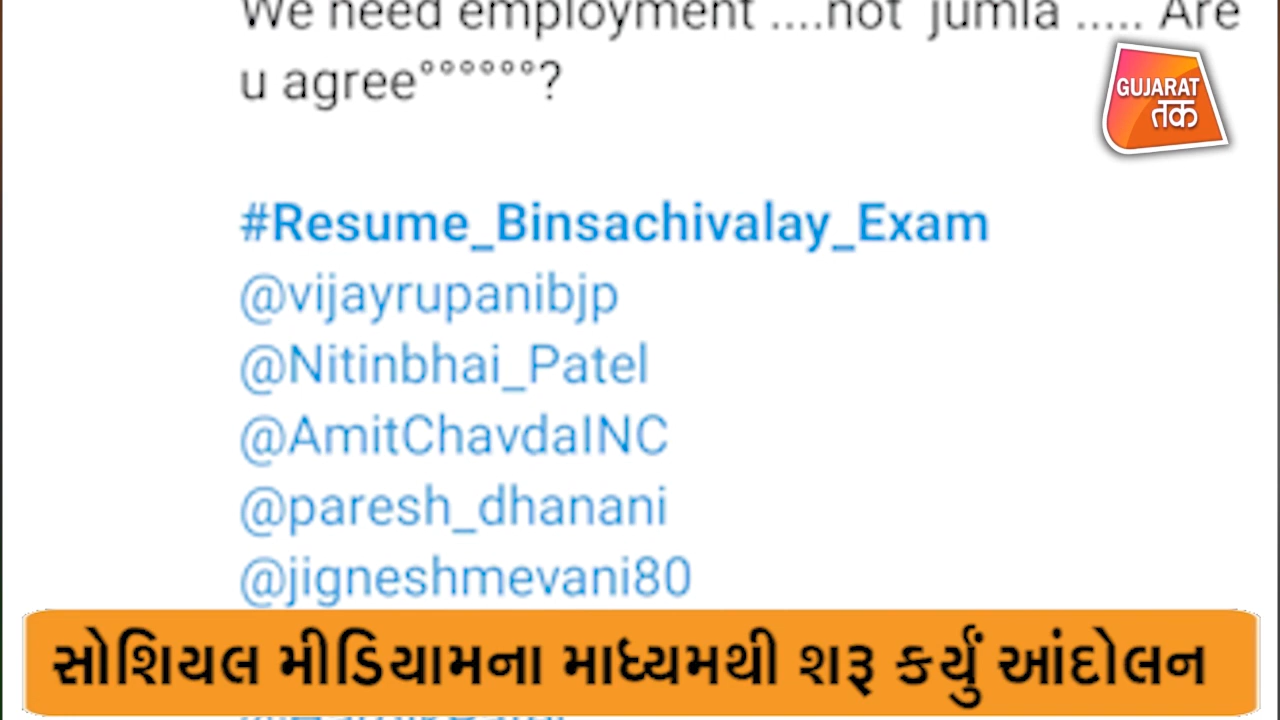 We need employment ....not jumla ..... Are
u agree°°°°°°?
GUJARAT
तक
#Resume_Binsachivalay_Exam
@vijayrupanibjp
@Nitinbhai_Patel
@AmitChavdaINC
@paresh_dhanani
@jigneshmevani80
સોશિયલ મીડિયામના માધ્યમથી શરૂ કર્યું આંદોલન